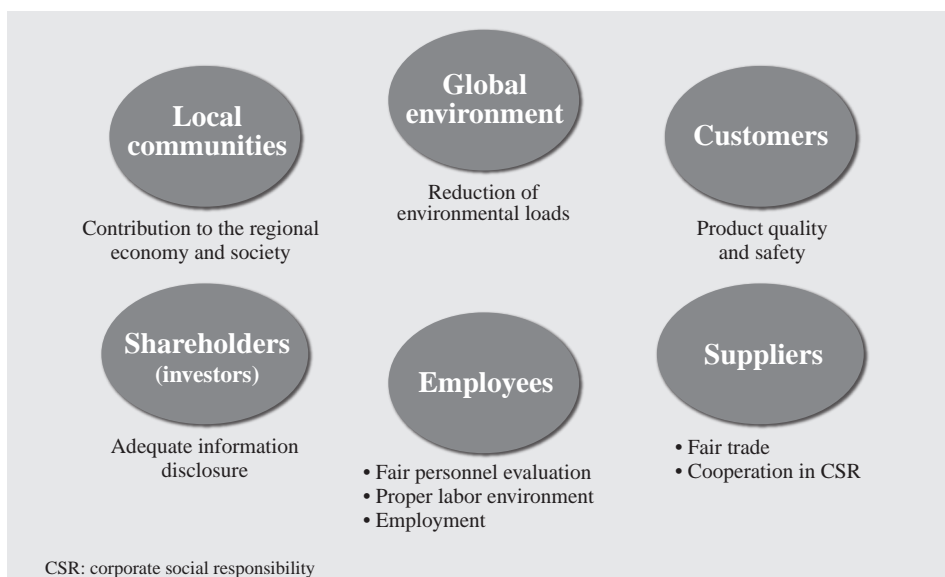 Local
communities
Contribution to the regional
economy and society
Global
environment
Reduction of
environmental loads
Customers
Product quality
and safety
Shareholders
(investors)
Adequate information
disclosure
Employees
• Fair personnel evaluation
• Proper labor environment
• Employment
Suppliers
• Fair trade
• Cooperation in CSR
CSR: corporate social responsibility